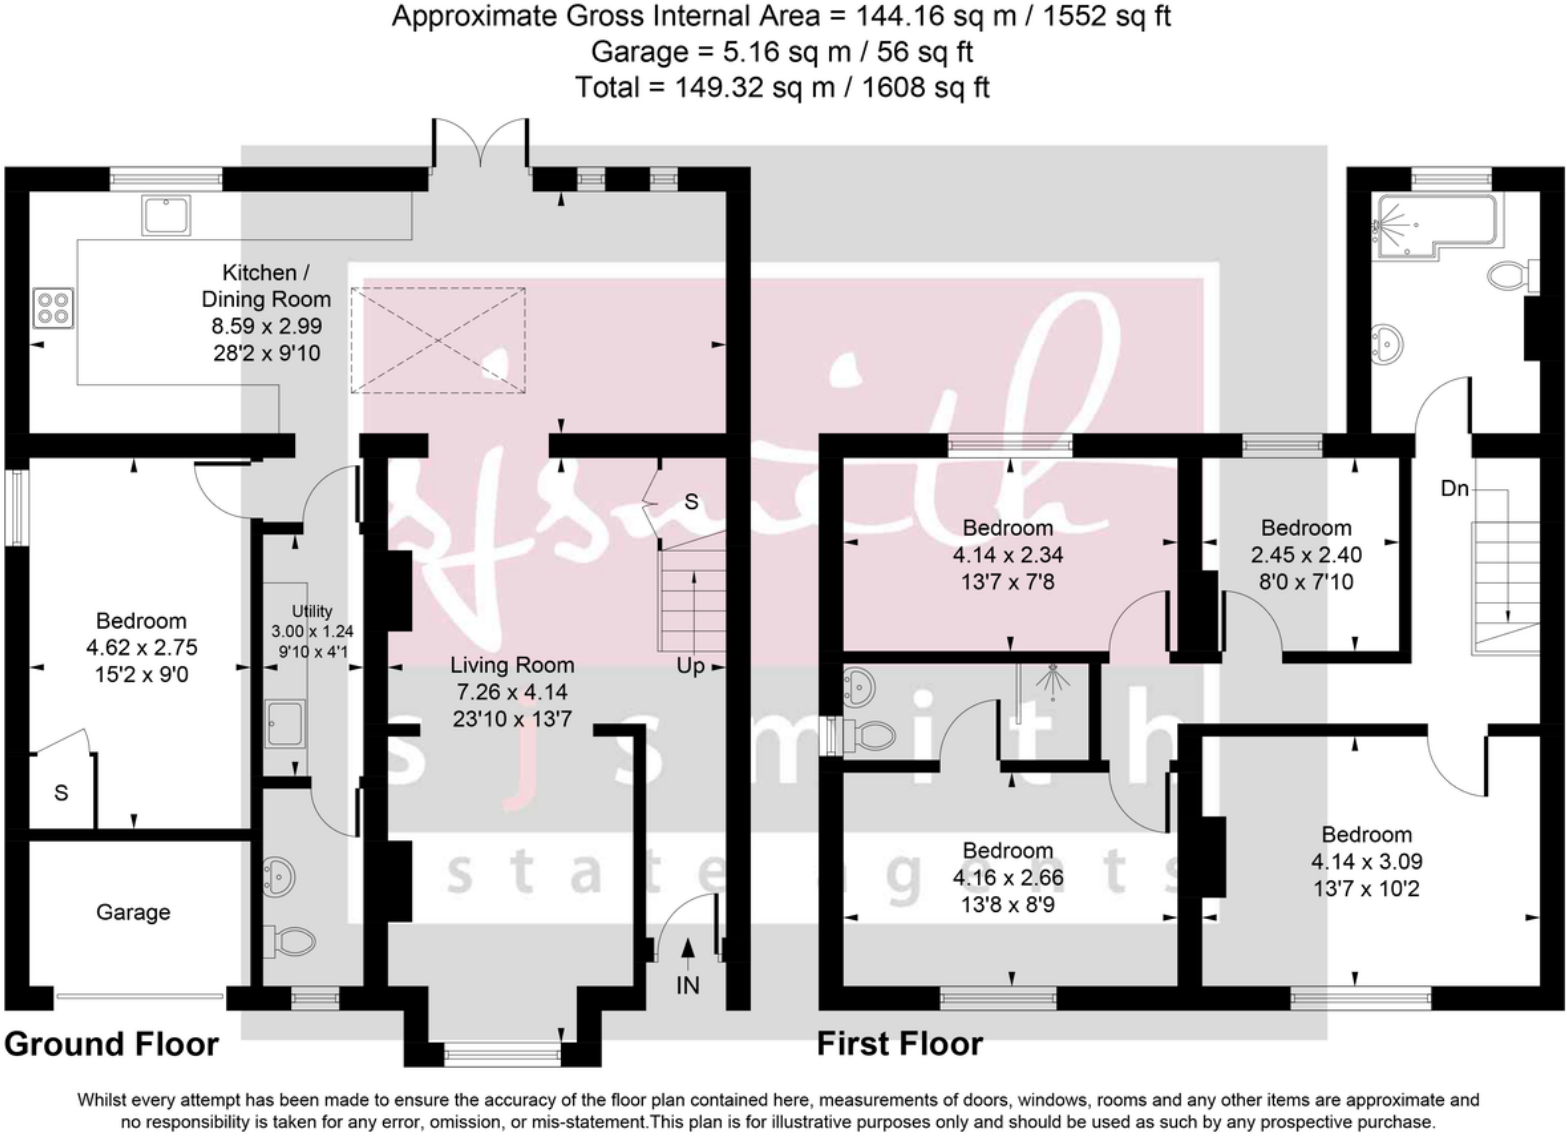 Approximate Gross Internal Area = 144.16 sq m / 1552 sq ft
Garage = 5.16 sq m / 56 sq ft
Total = 149.32 sq m / 1608 sq ft
Kitchen /
Dining Room
8.59 x 2.99
28'2 x 9'10
S
Bedroom
4.62 x 2.75
15'2 x 9'0
Utility
3.00 x 1.24
9'10 x 4'1
Living Room
7.26 x 4.14
23'10 x 13'7
Up
S
Garage
IN
Ground Floor
Dn
Bedroom
4.14 x 2.34
13'7 x 7'8
Bedroom
2.45 x 2.40
8'0 x 7'10
Bedroom
4.16 x 2.66
13'8 x 8'9
Bedroom
4.14 x 3.09
13'7 x 10'2
First Floor
sjsmith
s j smith
estate agents
Whilst every attempt has been made to ensure the accuracy of the floor plan contained here, measurements of doors, windows, rooms and any other items are approximate and
no responsibility is taken for any error, omission, or mis-statement.This plan is for illustrative purposes only and should be used as such by any prospective purchase.